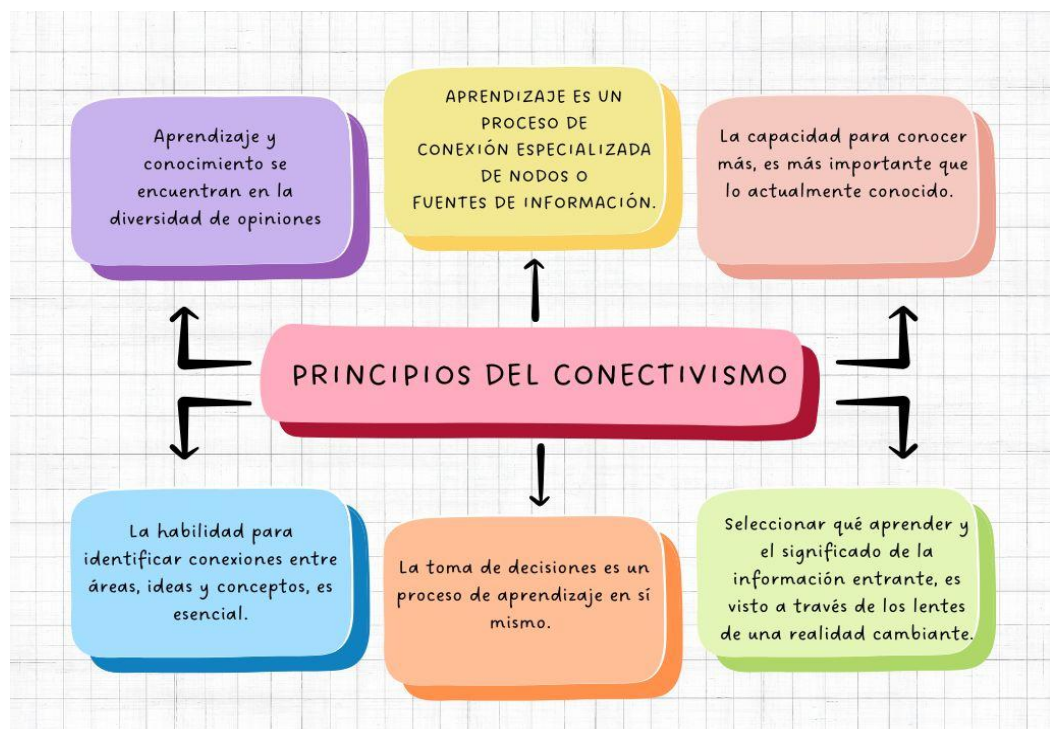 Aprendizaje y
conocimiento se
encuentran en la
diversidad de opiniones
APRENDIZAJE ES UN
PROCESO DE
CONEXIÓN ESPECIALIZADA
DE NODOS O
FUENTES DE INFORMACIÓN.
La capacidad para conocer
más, es más importante que
lo actualmente conocido.
PRINCIPIOS DEL CONECTIVISMO
La habilidad para
identificar conexiones entre
áreas, ideas y conceptos, es
esencial.
La toma de decisiones es un
proceso de aprendizaje en sí
mismo.
Seleccionar qué aprender y
el significado de la
información entrante, es
visto a través de los lentes
de una realidad cambiante.